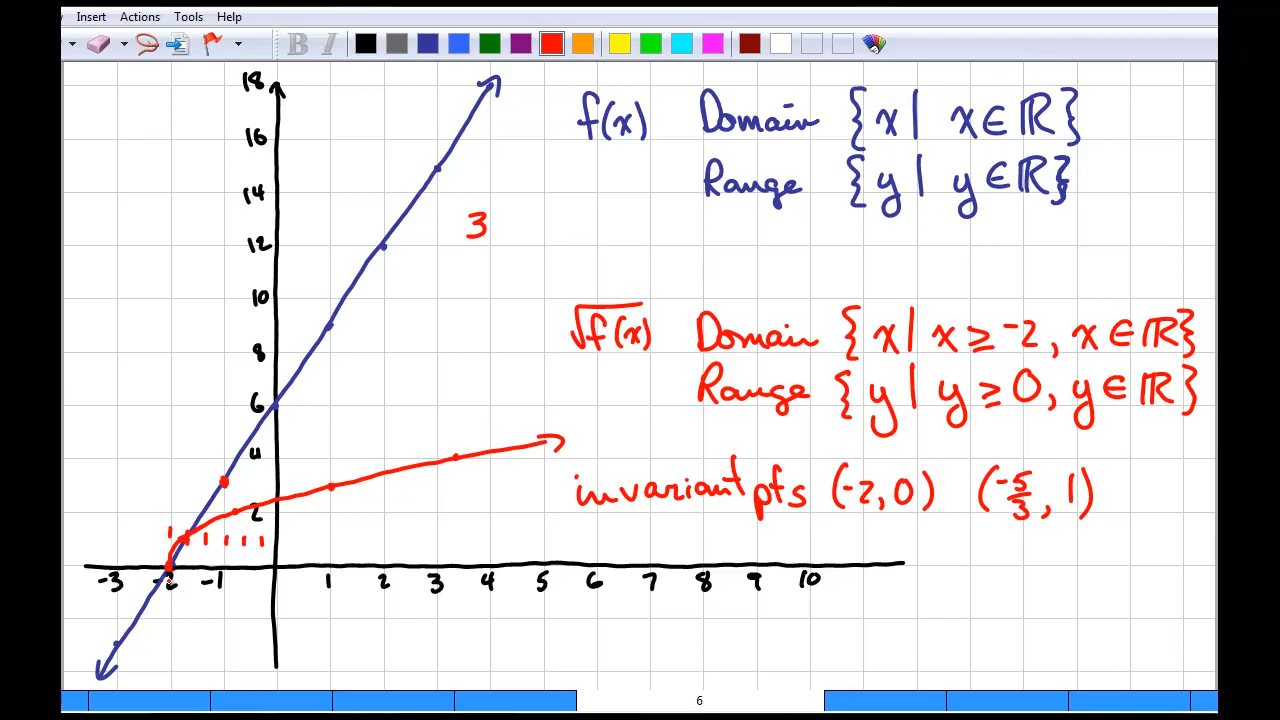 Insert Actions Tools Help
B I
18
16
14
12
10
8
6
4
2
-3 -2 -1 1 2 3 4 5 6 7 8 9 10
3
f(x) Domain {x| x∈ℝ}
Range {y| y∈ℝ}
√f(x) Domain {x| x≥-2, x∈ℝ}
Range {y| y≥0, y∈ℝ}
invariant pts (-2,0) (-5/3, 1)
6